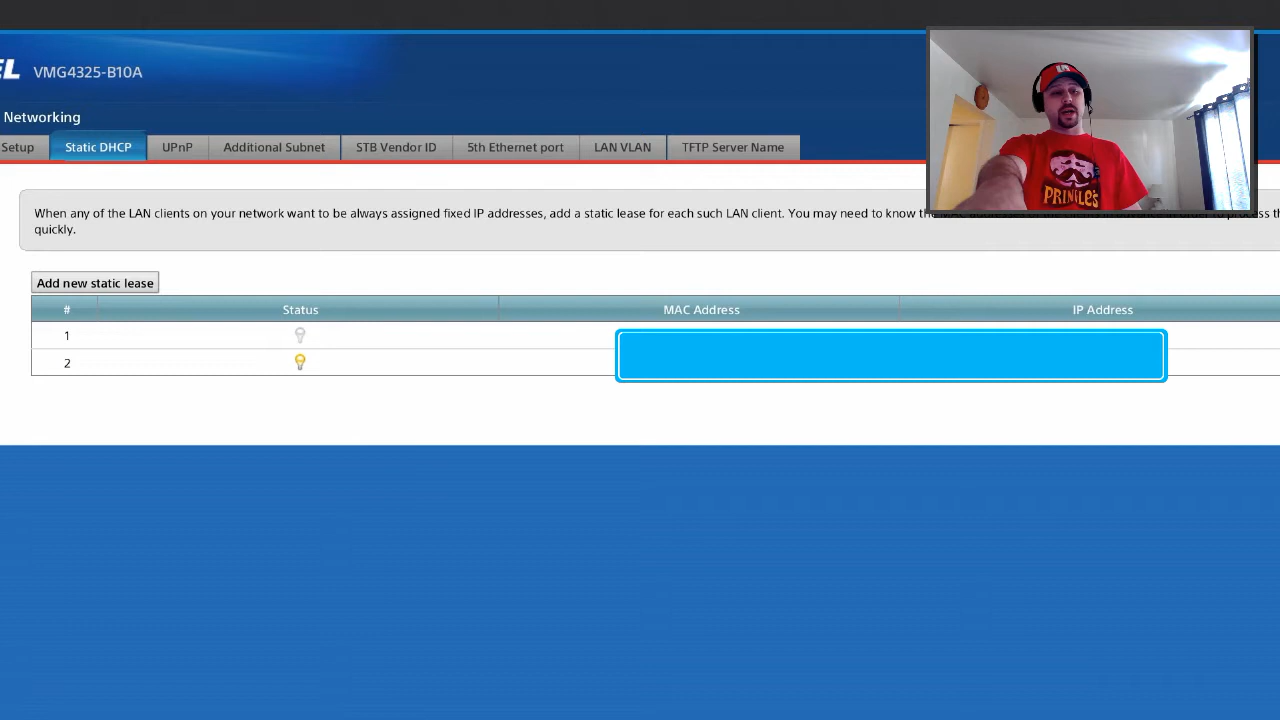 EL VMG4325-B10A
Networking
Setup Static DHCP UPnP Additional Subnet STB Vendor ID 5th Ethernet port LAN VLAN TFTP Server Name
When any of the LAN clients on your network want to be always assigned fixed IP addresses, add a static lease for each such LAN client. You may need to know the
quickly.
Add new static lease
# Status MAC Address IP Address
1
2
PRINGLES